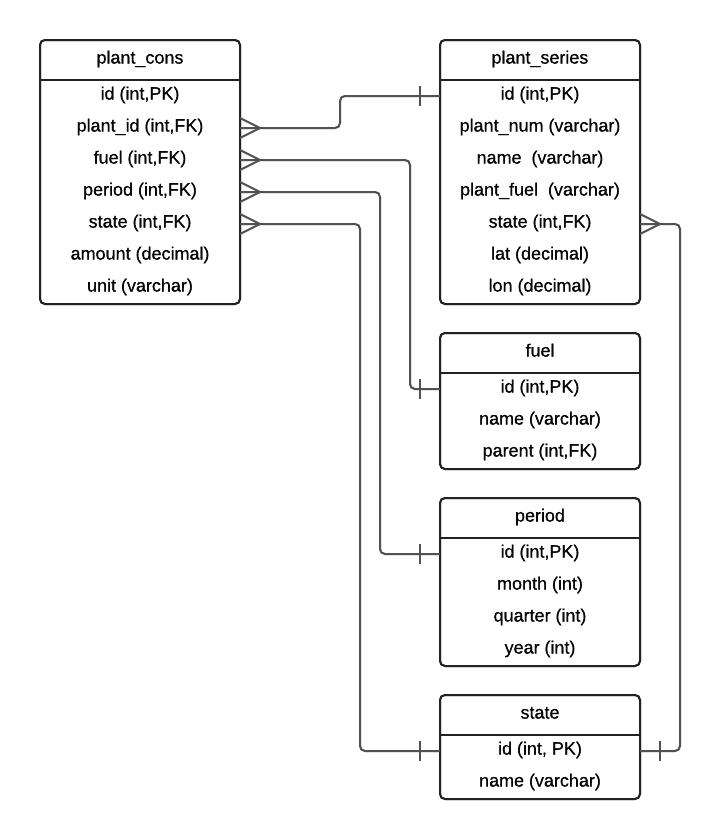 plant_cons
id (int,PK)
plant_id (int,FK)
fuel (int,FK)
period (int,FK)
state (int,FK)
amount (decimal)
unit (varchar)
plant_series
id (int,PK)
plant_num (varchar)
name  (varchar)
plant_fuel  (varchar)
state (int,FK)
lat (decimal)
lon (decimal)
fuel
id (int,PK)
name (varchar)
parent (int,FK)
period
id (int,PK)
month (int)
quarter (int)
year (int)
state
id (int, PK)
name (varchar)